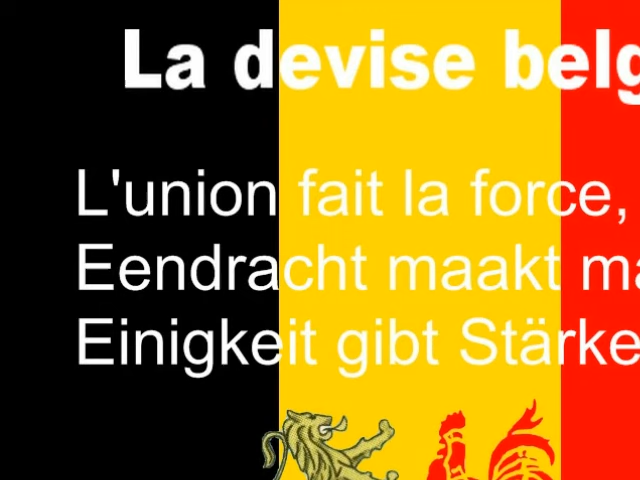 La devise belg
L'union fait la force,
Eendracht maakt ma
Einigkeit gibt Stärke